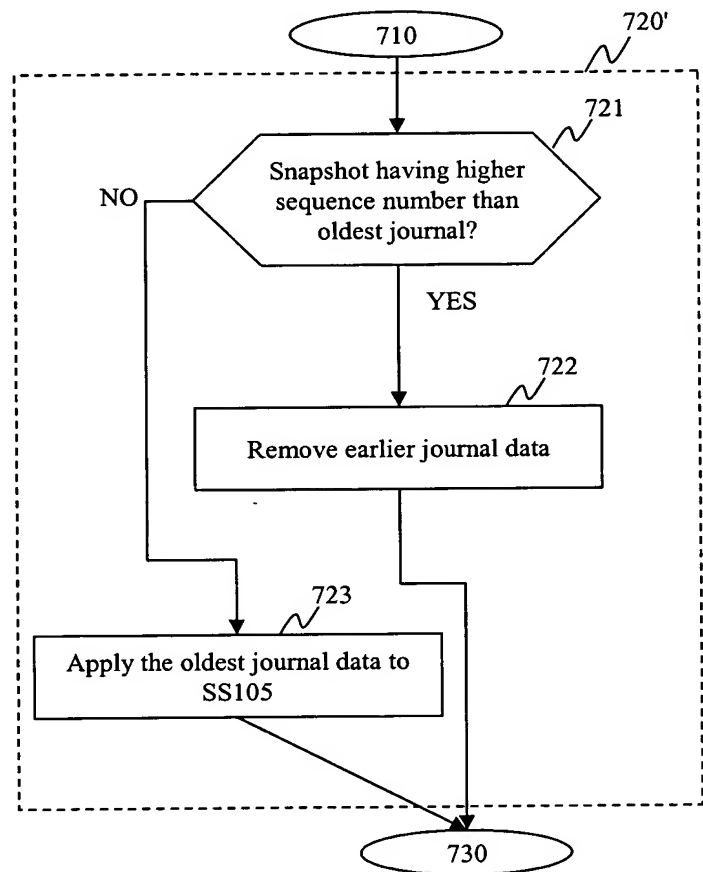 710
720'
721
Snapshot having higher
sequence number than
oldest journal?
NO
YES
722
Remove earlier journal data
723
Apply the oldest journal data to
SS105
730